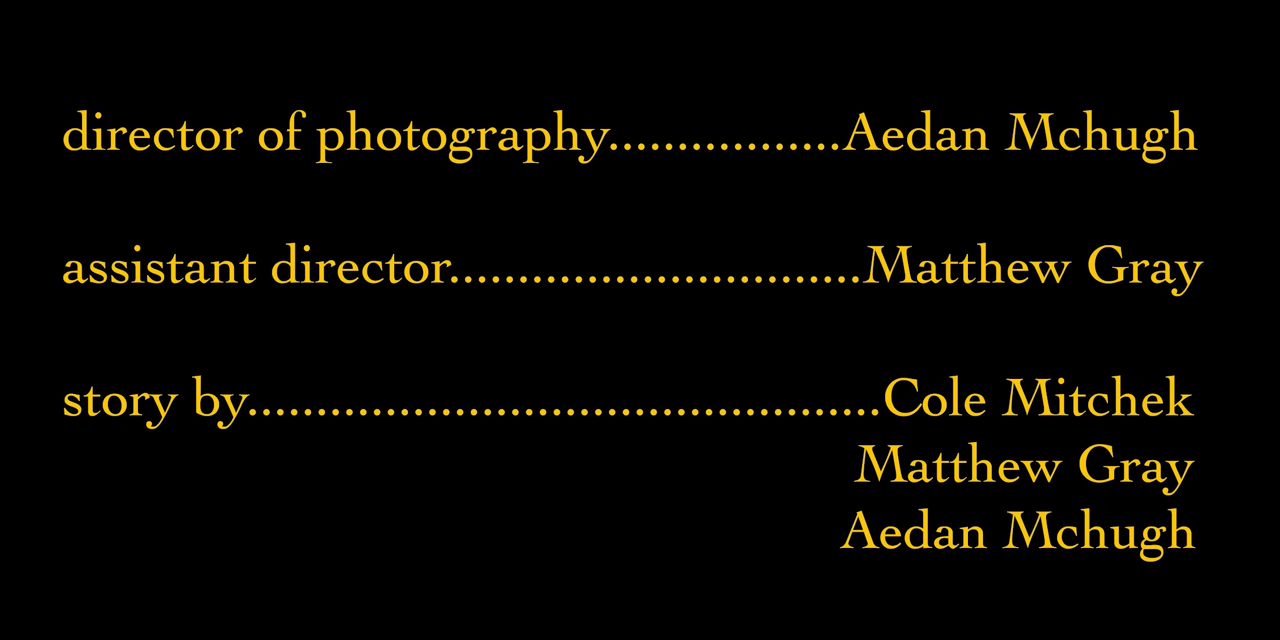 director of photography.................Aedan Mchugh
assistant director..............................Matthew Gray
story by..............................................Cole Mitchek
Matthew Gray
Aedan Mchugh